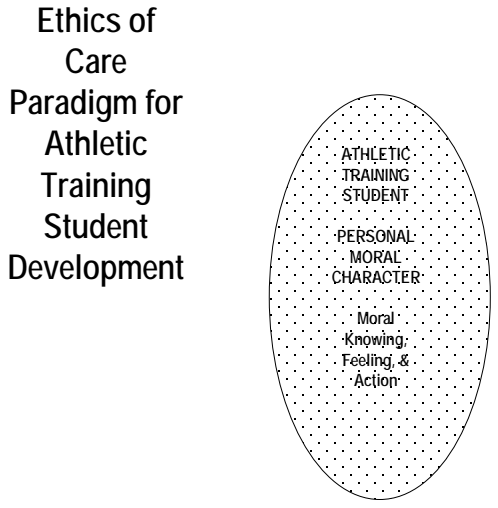 Ethics of
Care
Paradigm for
Athletic
Training
Student
Development
ATHLETIC
TRAINING
STUDENT
PERSONAL
MORAL
CHARACTER
Moral
Knowing,
Feeling, &
Action